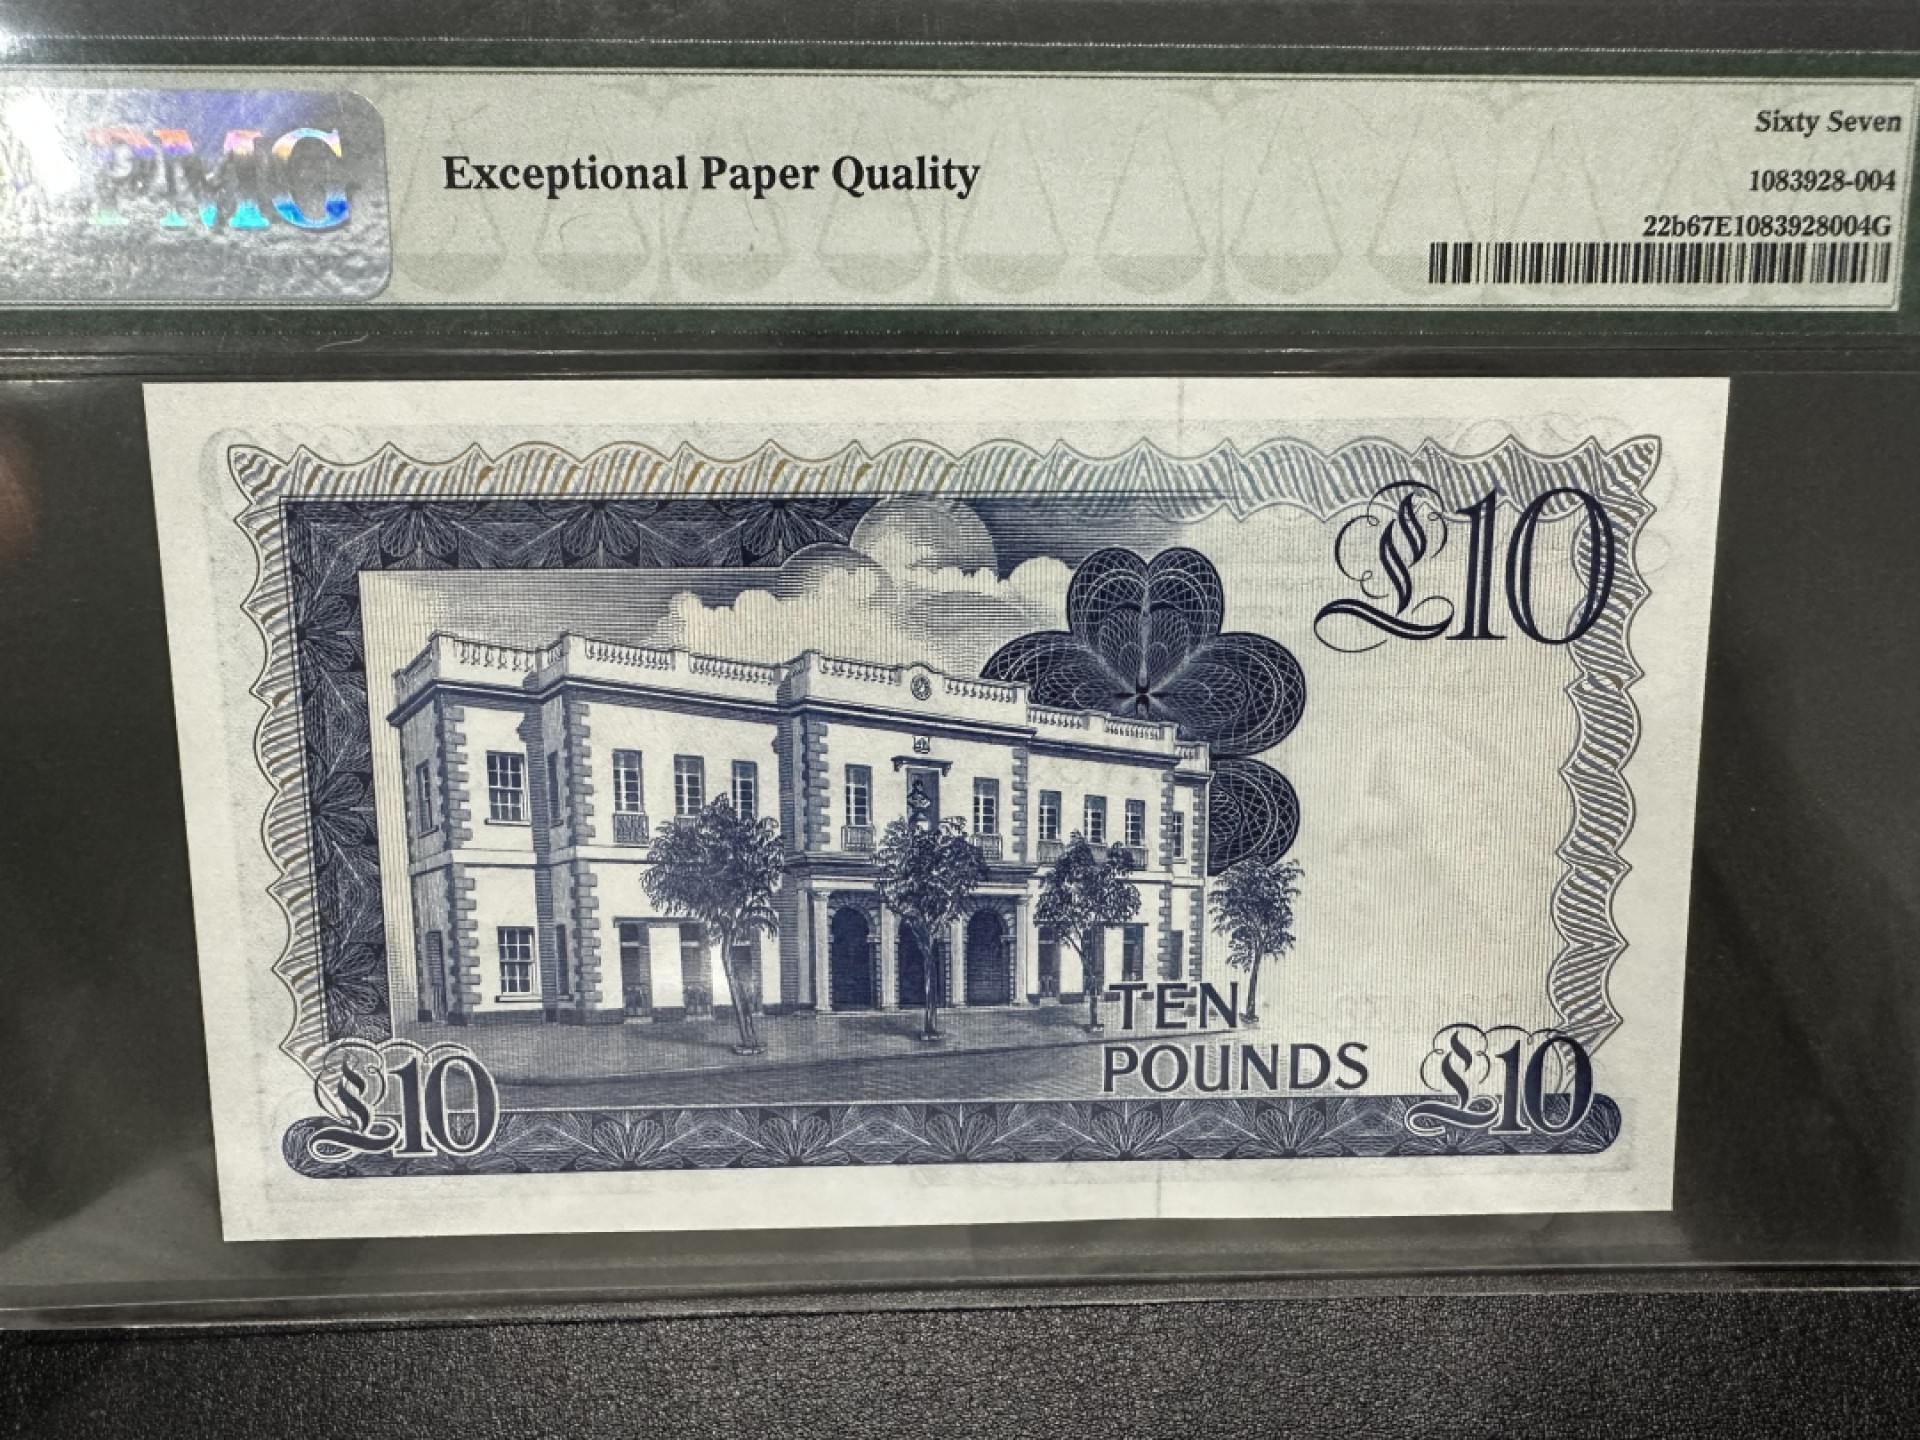 PMG
Exceptional Paper Quality
Sixty Seven
1083928-004
22b67E1083928004G
£10
TEN
POUNDS
£10
£10